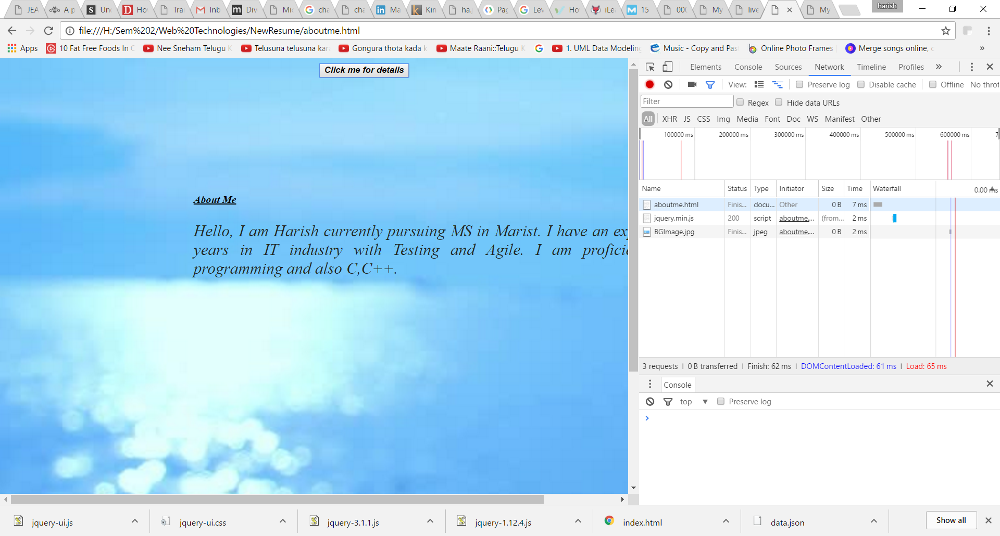 JEA A p Un Ho Tra Inb Div Mic cha cha Ma Kin ha. Pag Lev Ho iLe 15 000 My live My harish
file:///H:/Sem%202/Web%20Technologies/NewResume/aboutme.html
Apps 10 Fat Free Foods In Nee Sneham Telugu Telusuna telusuna kar Gongura thota kada k Maate Raani::Telugu 1. UML Data Modeling Music - Copy and Past Online Photo Frames Merge songs online, »
Click me for details
About Me
Hello, I am Harish currently pursuing MS in Marist. I have an ex
years in IT industry with Testing and Agile. I am profici
programming and also C,C++.
Elements Console Sources Network Timeline Profiles »
View: Preserve log Disable cache Offline No throt
Filter Regex Hide data URLs
All XHR JS CSS Img Media Font Doc WS Manifest Other
100000 ms 200000 ms 300000 ms 400000 ms 500000 ms 600000 ms 7
Name Status Type Initiator Size Time Waterfall 0.00 ms
aboutme.html Finis... docu... Other 0 B 7 ms
jquery.min.js 200 script aboutme.... (from... 2 ms
BGImage.jpg Finis... jpeg aboutme.... 0 B 2 ms
3 requests | 0 B transferred | Finish: 62 ms | DOMContentLoaded: 61 ms | Load: 65 ms
Console
top Preserve log
jquery-ui.js jquery-ui.css jquery-3.1.1.js jquery-1.12.4.js index.html data.json Show all